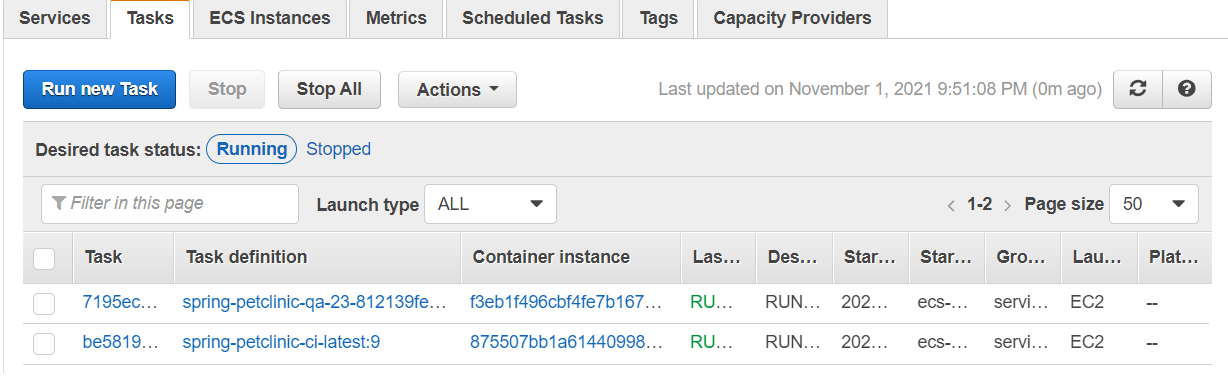 Services Tasks ECS Instances Metrics Scheduled Tasks Tags Capacity Providers
Run new Task Stop Stop All Actions Last updated on November 1, 2021 9:51:08 PM (0m ago)
Desired task status: Running Stopped
Filter in this page Launch type ALL 1-2 Page size 50
Task Task definition Container instance Las... Des... Star... Star... Gro... Lau... Plat...
7195ec... spring-petclinic-qa-23-812139fe... f3eb1f496cbf4fe7b167... RU... RUN... 202... ecs-... servi... EC2 --
be5819... spring-petclinic-ci-latest:9 875507bb1a61440998... RU... RUN... 202... ecs-... servi... EC2 --